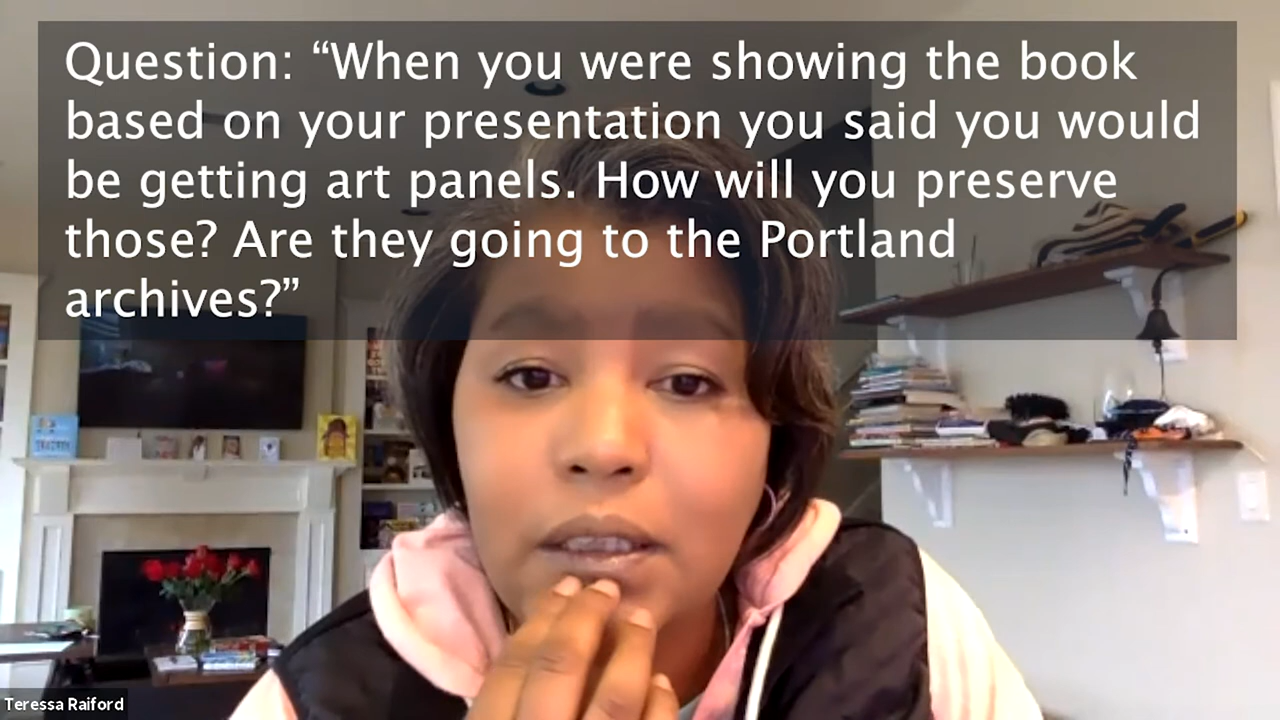 Question: “When you were showing the book
based on your presentation you said you would
be getting art panels. How will you preserve
those? Are they going to the Portland
archives?”
Teressa Raiford